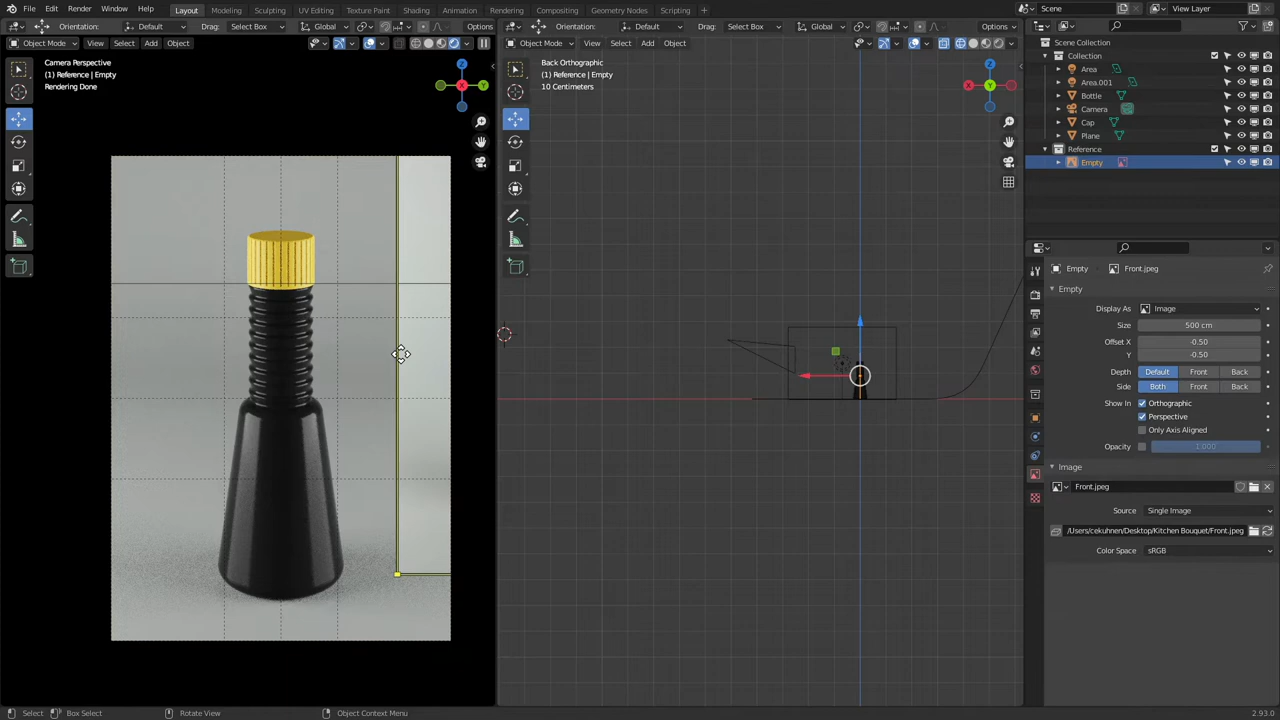 File Edit Render Window Help Layout Modeling Sculpting UV Editing Texture Paint Shading Animation Rendering Compositing Geometry Nodes Scripting Scene View Layer
Orientation: Default Drag: Select Box Global Options
Orientation: Default Drag: Select Box Global Options
Object Mode View Select Add Object
Object Mode View Select Add Object
Camera Perspective
(1) Reference | Empty
Rendering Done
Back Orthographic
(1) Reference | Empty
10 Centimeters
X Y Z
X Y Z
Scene Collection
Collection
Area
Area.001
Bottle
Camera
Cap
Plane
Reference
Empty
Empty Front.jpeg
Empty
Display As Image
Size 500 cm
Offset X -0.50
Y -0.50
Depth Default Front Back
Side Both Front Back
Show In Orthographic
Perspective
Only Axis Aligned
Opacity 1.000
Image
Front.jpeg
Source Single Image
/Users/cekuhnen/Desktop/Kitchen Bouquet/Front.jpeg
Color Space sRGB
Select Box Select Rotate View Object Context Menu 2.93.0